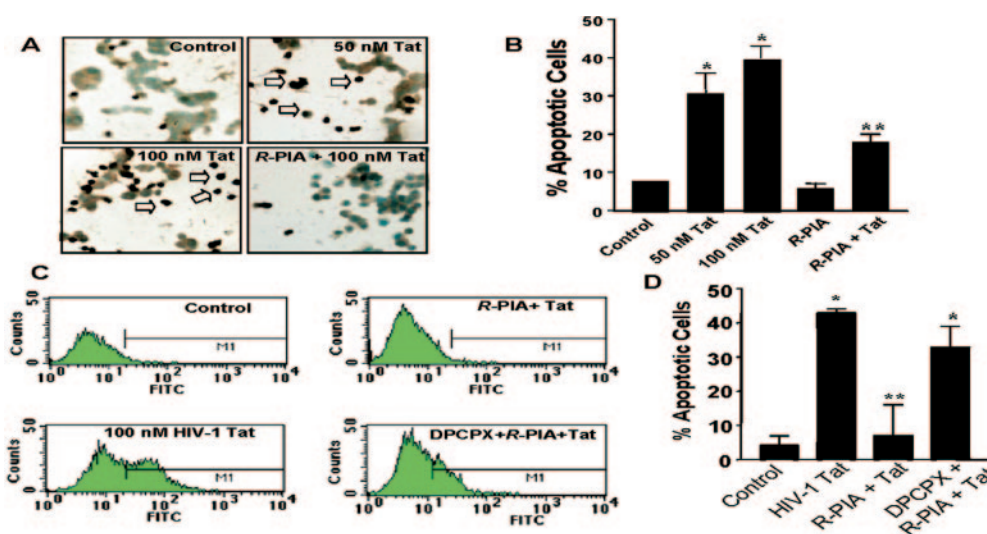 A
Control
50 nM Tat
100 nM Tat
R-PIA + 100 nM Tat
B
% Apoptotic Cells
50
40
30
20
10
0
*
*
**
Control
50 nM Tat
100 nM Tat
R-PIA
R-PIA + Tat
C
Control
Counts
50
0
M1
10⁰ 10¹ 10² 10³ 10⁴
FITC
R-PIA+ Tat
Counts
50
0
M1
10⁰ 10¹ 10² 10³ 10⁴
FITC
100 nM HIV-1 Tat
Counts
50
0
M1
10⁰ 10¹ 10² 10³ 10⁴
FITC
DPCPX+R-PIA+Tat
Counts
50
0
M1
10⁰ 10¹ 10² 10³ 10⁴
FITC
D
% Apoptotic Cells
50
40
30
20
10
0
*
**
*
Control
HIV-1 Tat
R-PIA + Tat
DPCPX +
R-PIA + Tat